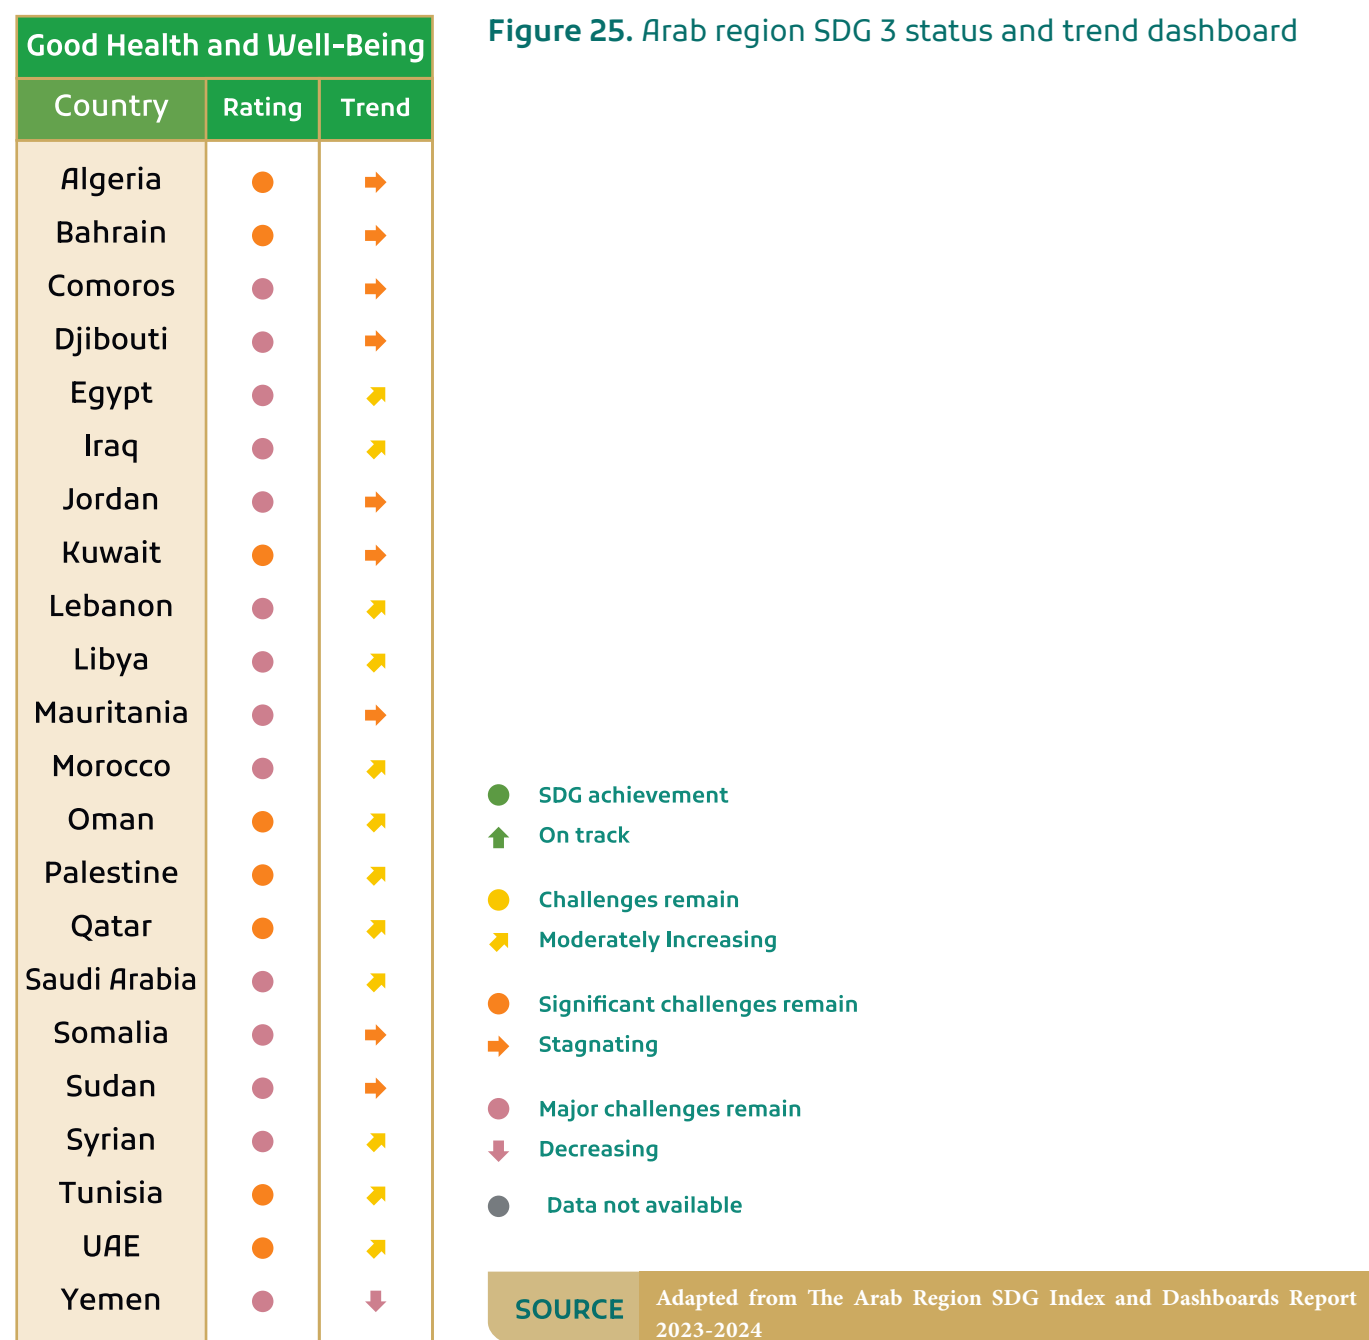 Good Health and Well-Being
Country Rating Trend
Algeria
Bahrain
Comoros
Djibouti
Egypt
Iraq
Jordan
Kuwait
Lebanon
Libya
Mauritania
Morocco
Oman
Palestine
Qatar
Saudi Arabia
Somalia
Sudan
Syrian
Tunisia
UAE
Yemen
Figure 25. Arab region SDG 3 status and trend dashboard
SDG achievement
On track
Challenges remain
Moderately Increasing
Significant challenges remain
Stagnating
Major challenges remain
Decreasing
Data not available
SOURCE
Adapted from The Arab Region SDG Index and Dashboards Report
2023-2024